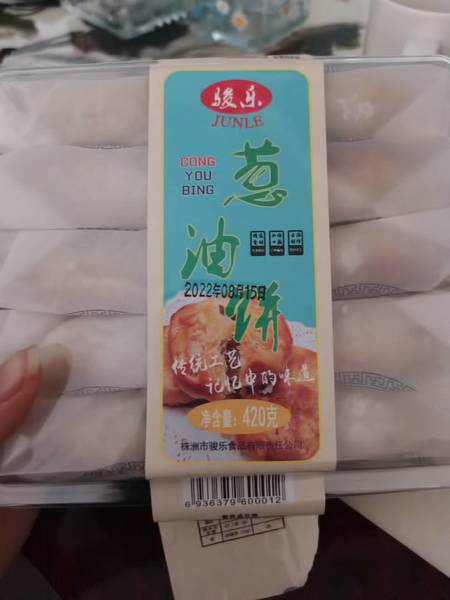 骏乐
JUNLE
CONG
YOU
BING
葱油饼
2022年08月15日
传统工艺
记忆中的味道
净含量：420克
株洲市骏乐食品有限责任公司
6936379600012